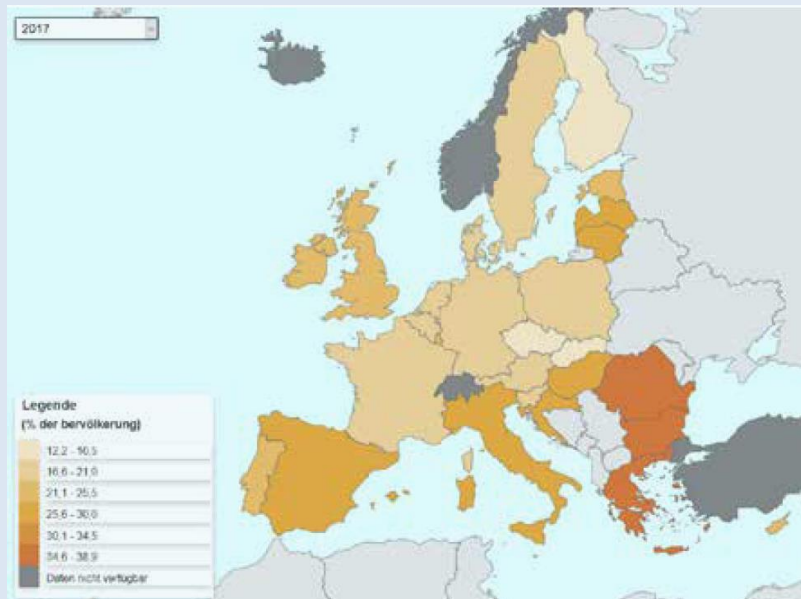 2017
Legende
(% der bervölkerung)
12,2 - 16,5
16,6 - 21,0
21,1 - 25,5
25,6 - 30,0
30,1 - 34,5
34,6 - 38,9
Daten nicht verfügbar